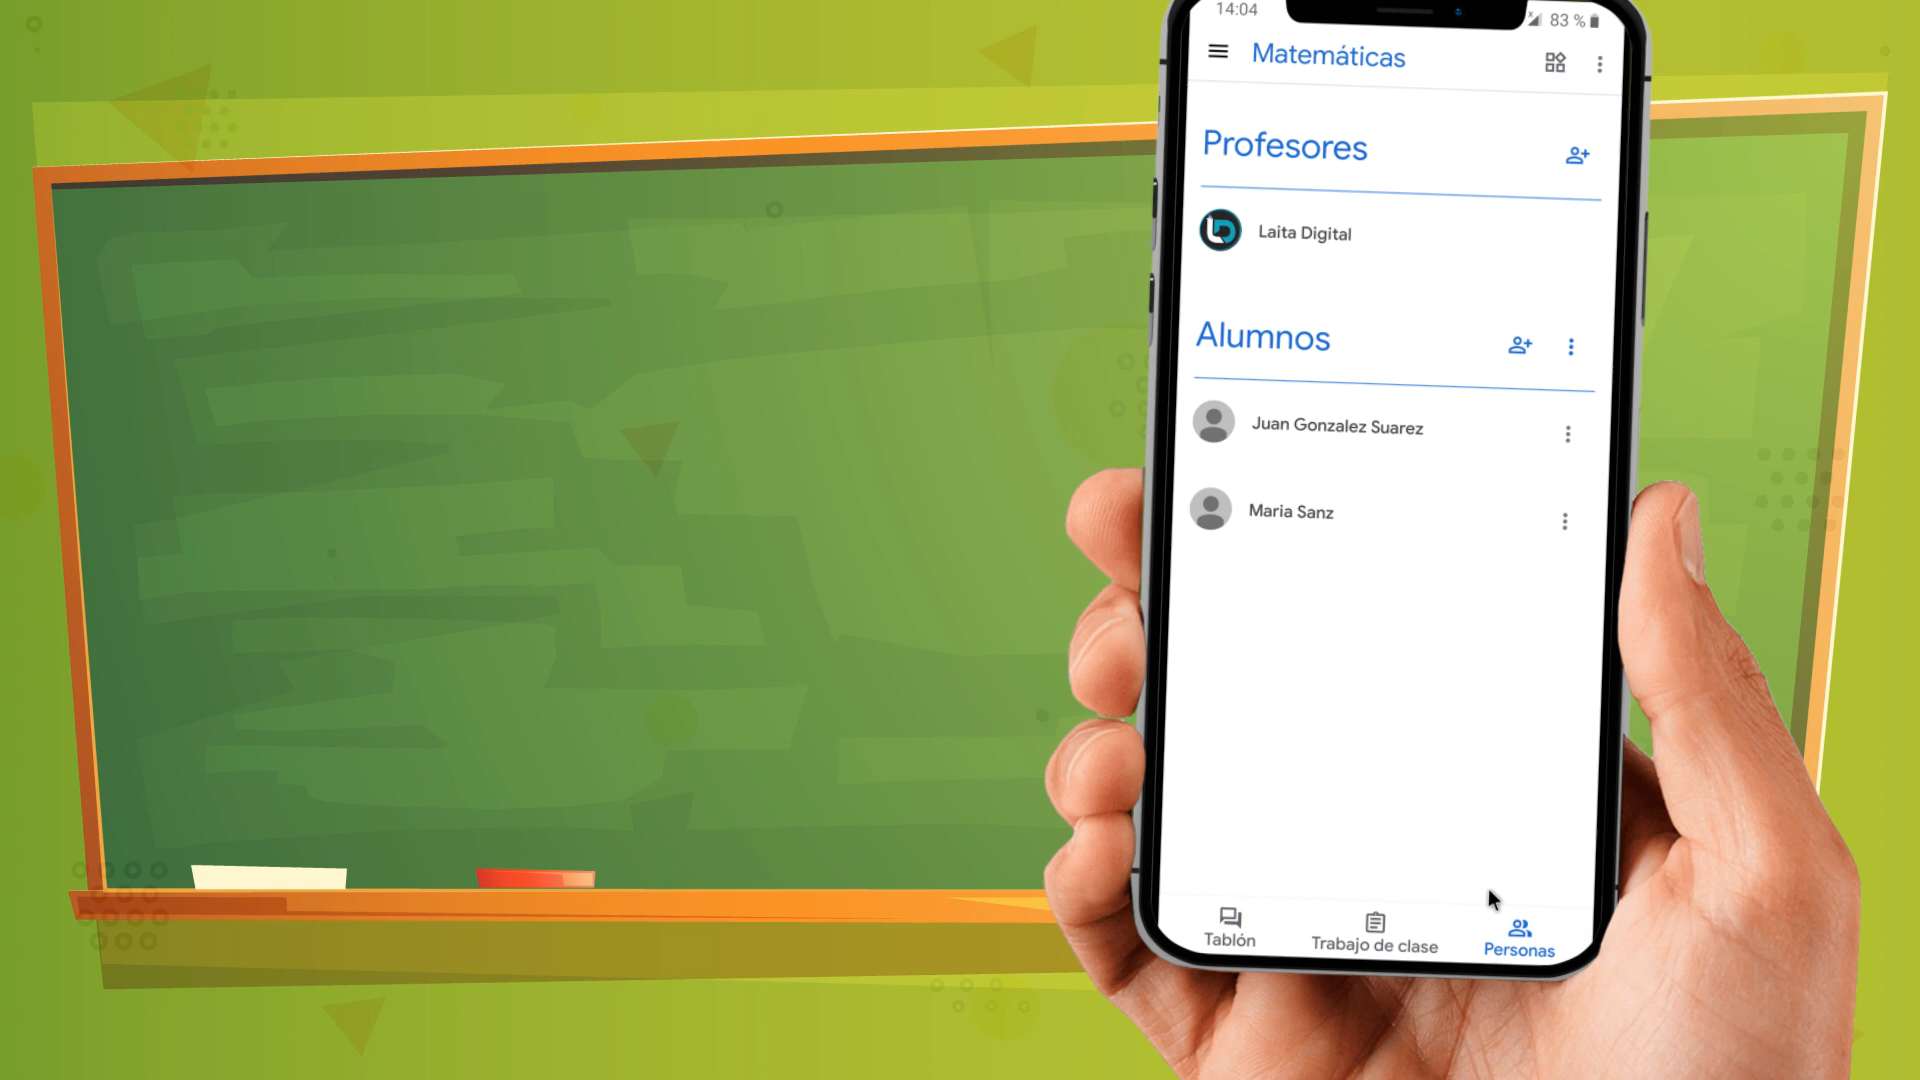 14:04
83 %
Matemáticas
Profesores
Laita Digital
Alumnos
Juan Gonzalez Suarez
Maria Sanz
Tablón
Trabajo de clase
Personas